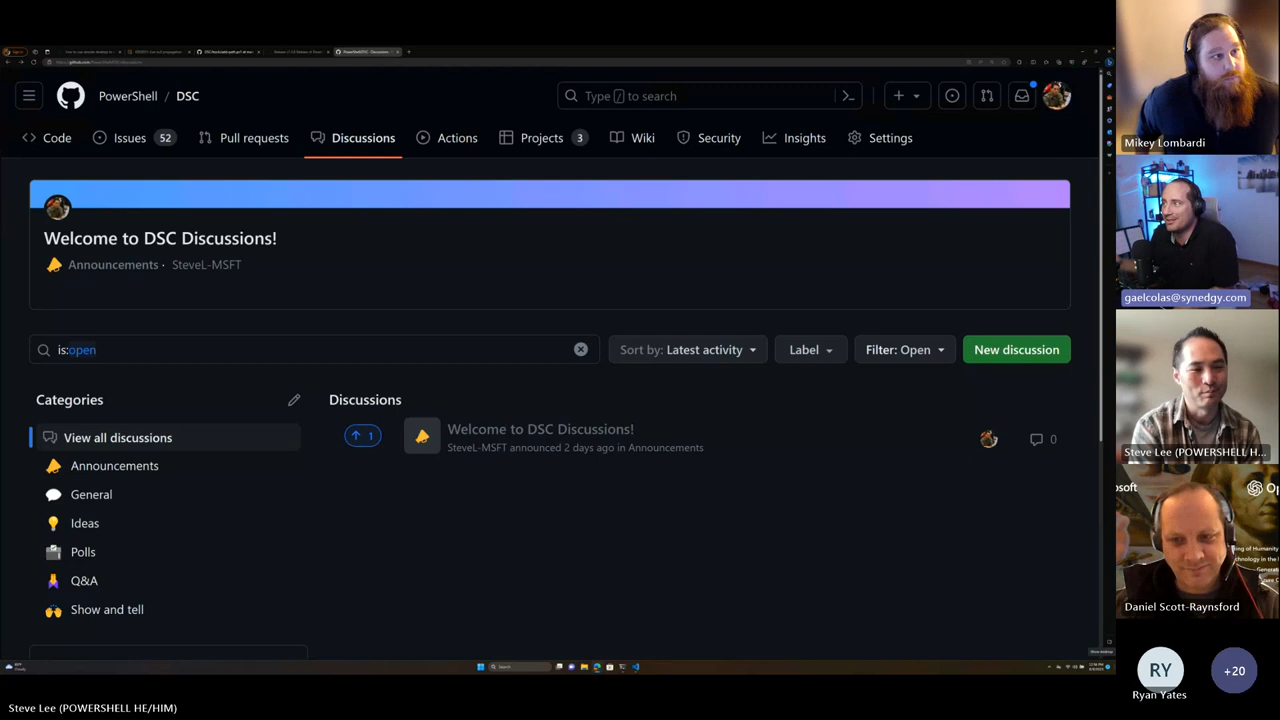 PowerShell / DSC
Type / to search
Code
Issues 52
Pull requests
Discussions
Actions
Projects 3
Wiki
Security
Insights
Settings
Welcome to DSC Discussions!
Announcements · SteveL-MSFT
is:open
Sort by: Latest activity
Label
Filter: Open
New discussion
Categories
View all discussions
Announcements
General
Ideas
Polls
Q&A
Show and tell
Discussions
1
Welcome to DSC Discussions!
SteveL-MSFT announced 2 days ago in Announcements
0
Search
Mikey Lombardi
gaelcolas@synedgy.com
Steve Lee (POWERSHELL H...
osoft
Op
Daniel Scott-Raynsford
RY
Ryan Yates
+20
Steve Lee (POWERSHELL HE/HIM)